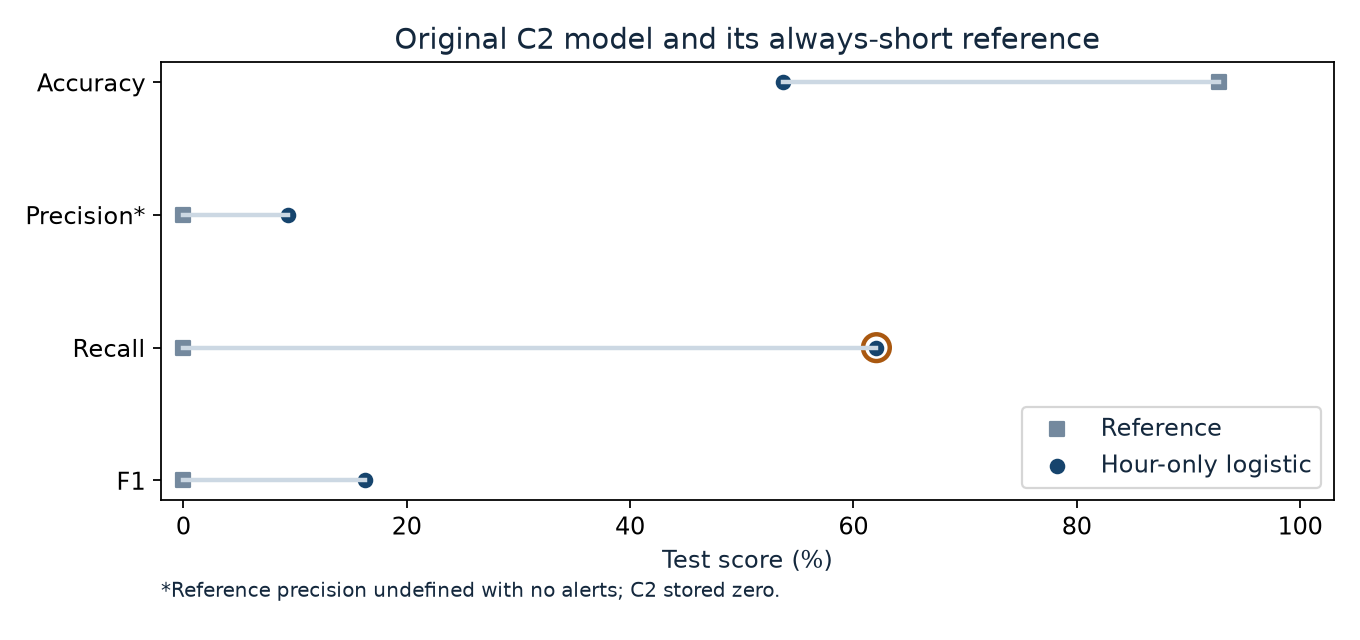 Original C2 model and its always-short reference
Accuracy
Precision*
Recall
F1
Reference
Hour-only logistic
0 20 40 60 80 100
Test score (%)
*Reference precision undefined with no alerts; C2 stored zero.